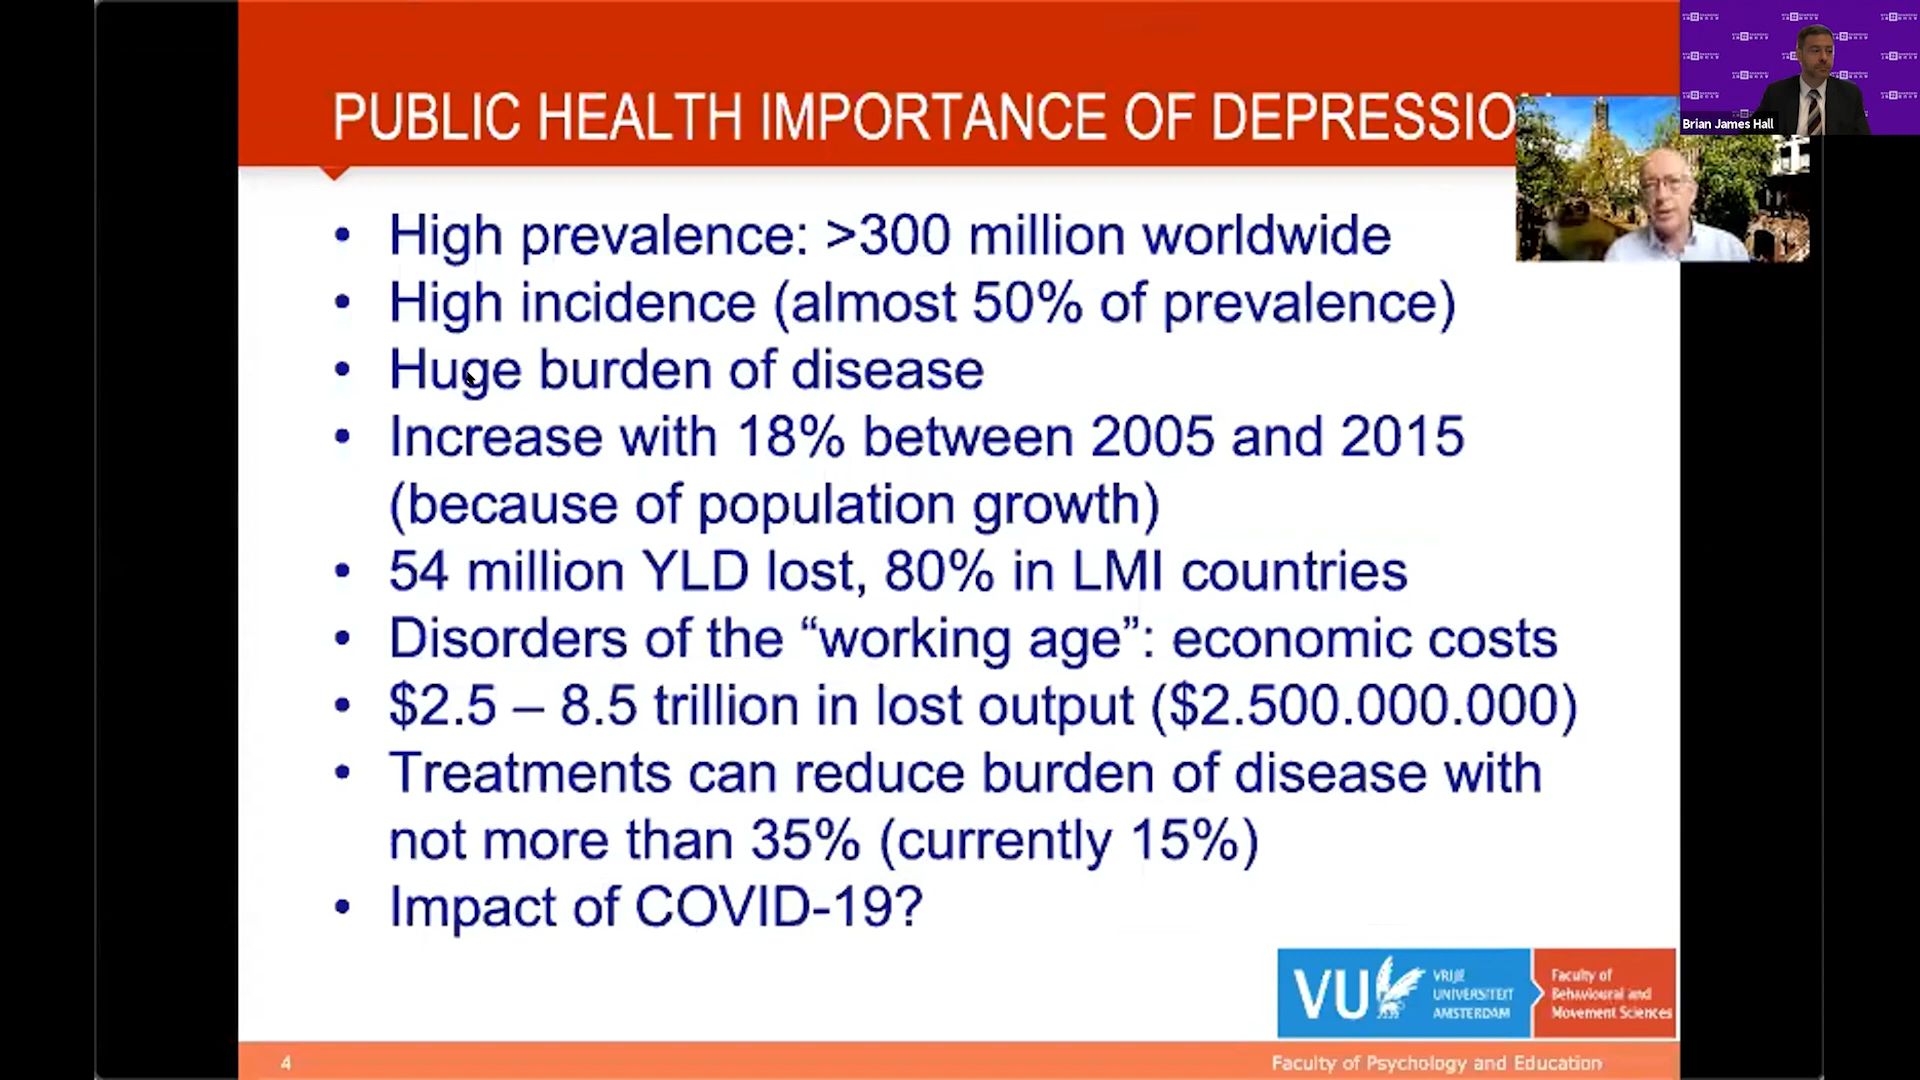 PUBLIC HEALTH IMPORTANCE OF DEPRESSIO
Brian James Hall
• High prevalence: >300 million worldwide
• High incidence (almost 50% of prevalence)
• Huge burden of disease
• Increase with 18% between 2005 and 2015
(because of population growth)
• 54 million YLD lost, 80% in LMI countries
• Disorders of the “working age”: economic costs
• $2.5 – 8.5 trillion in lost output ($2.500.000.000)
• Treatments can reduce burden of disease with
not more than 35% (currently 15%)
• Impact of COVID-19?
VU
VRIJE
UNIVERSITEIT
AMSTERDAM
Faculty of
Behavioural and
Movement Sciences
4
Faculty of Psychology and Education